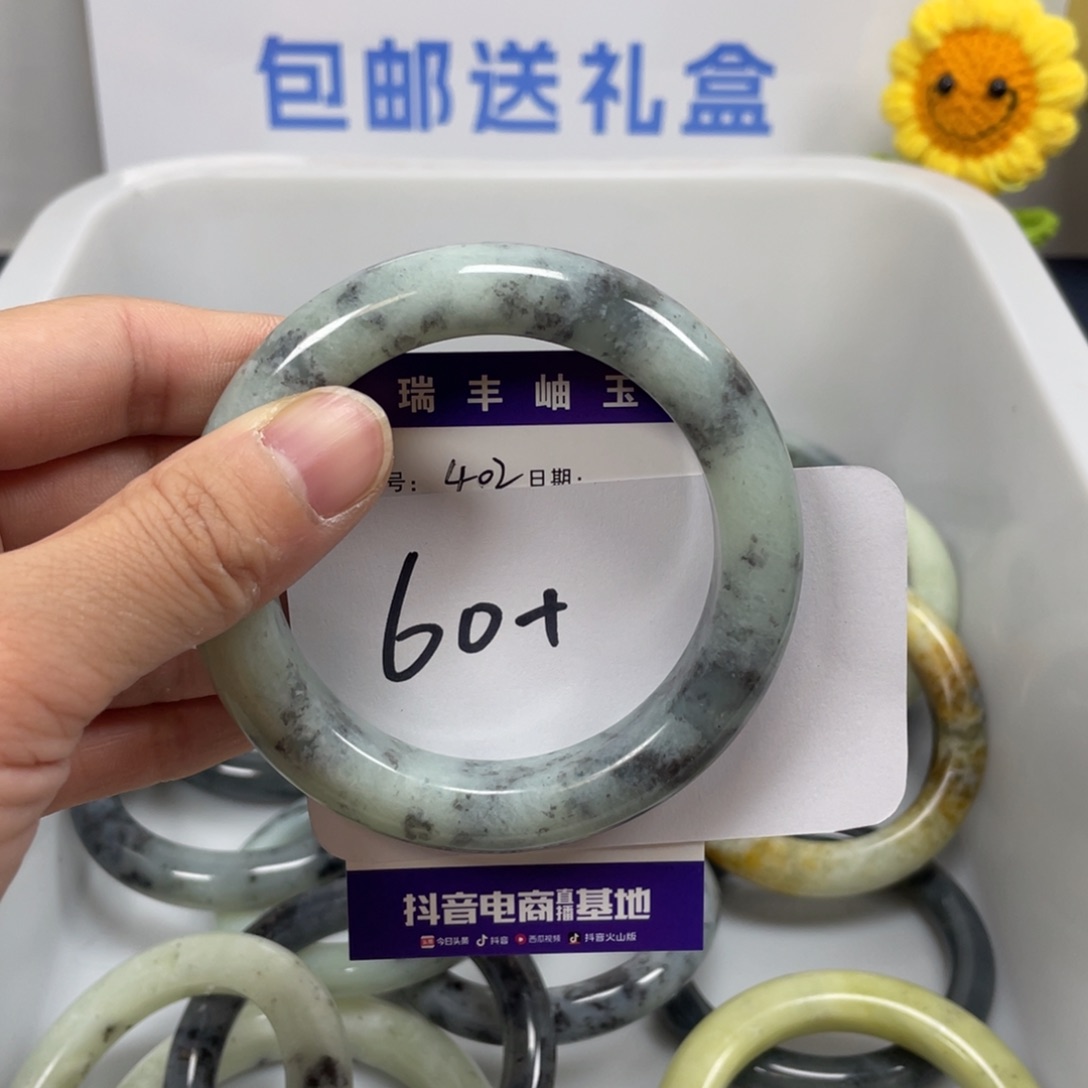 包邮送礼盒
瑞丰岫玉
号: 402 日期:
60+
抖音电商直播基地
今日头条 抖音 西瓜视频 抖音火山版